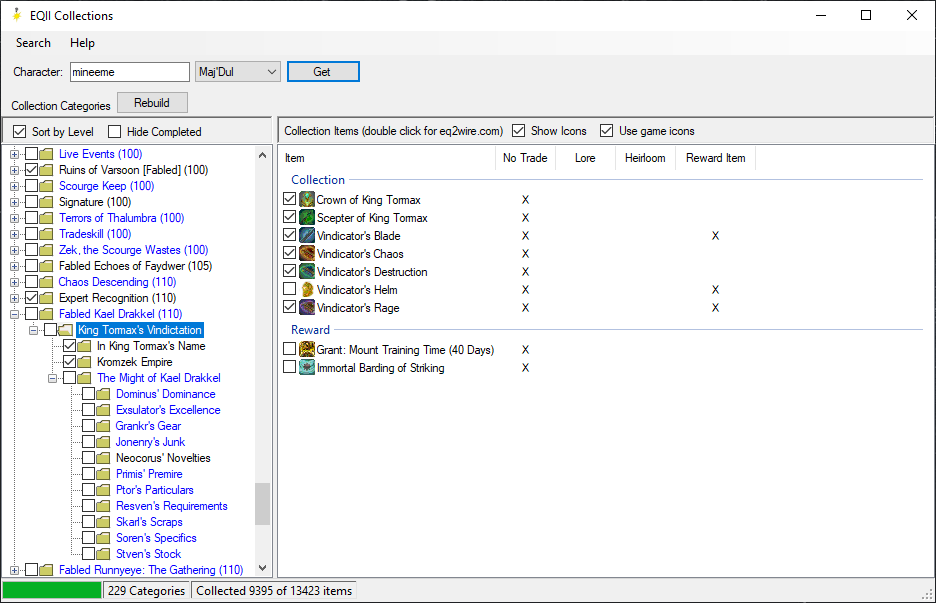 EQII Collections
Search Help
Character: mineeme Maj'Dul Get
Collection Categories Rebuild
Sort by Level Hide Completed
Collection Items (double click for eq2wire.com) Show Icons Use game icons
Live Events (100)
Ruins of Varsoon [Fabled] (100)
Scourge Keep (100)
Signature (100)
Terrors of Thalumbra (100)
Tradeskill (100)
Zek, the Scourge Wastes (100)
Fabled Echoes of Faydwer (105)
Chaos Descending (110)
Expert Recognition (110)
Fabled Kael Drakkel (110)
King Tormax's Vindictation
In King Tormax's Name
Kromzek Empire
The Might of Kael Drakkel
Dominus' Dominance
Exsulator's Excellence
Grankr's Gear
Jonenry's Junk
Neocorus' Novelties
Primis' Premire
Ptor's Particulars
Resven's Requirements
Skarl's Scraps
Soren's Specifics
Stven's Stock
Fabled Runnyeye: The Gathering (110)
Item No Trade Lore Heirloom Reward Item
Collection
Crown of King Tormax X
Scepter of King Tormax X
Vindicator's Blade X X
Vindicator's Chaos X
Vindicator's Destruction X
Vindicator's Helm X X
Vindicator's Rage X X
Reward
Grant: Mount Training Time (40 Days) X
Immortal Barding of Striking X
229 Categories Collected 9395 of 13423 items